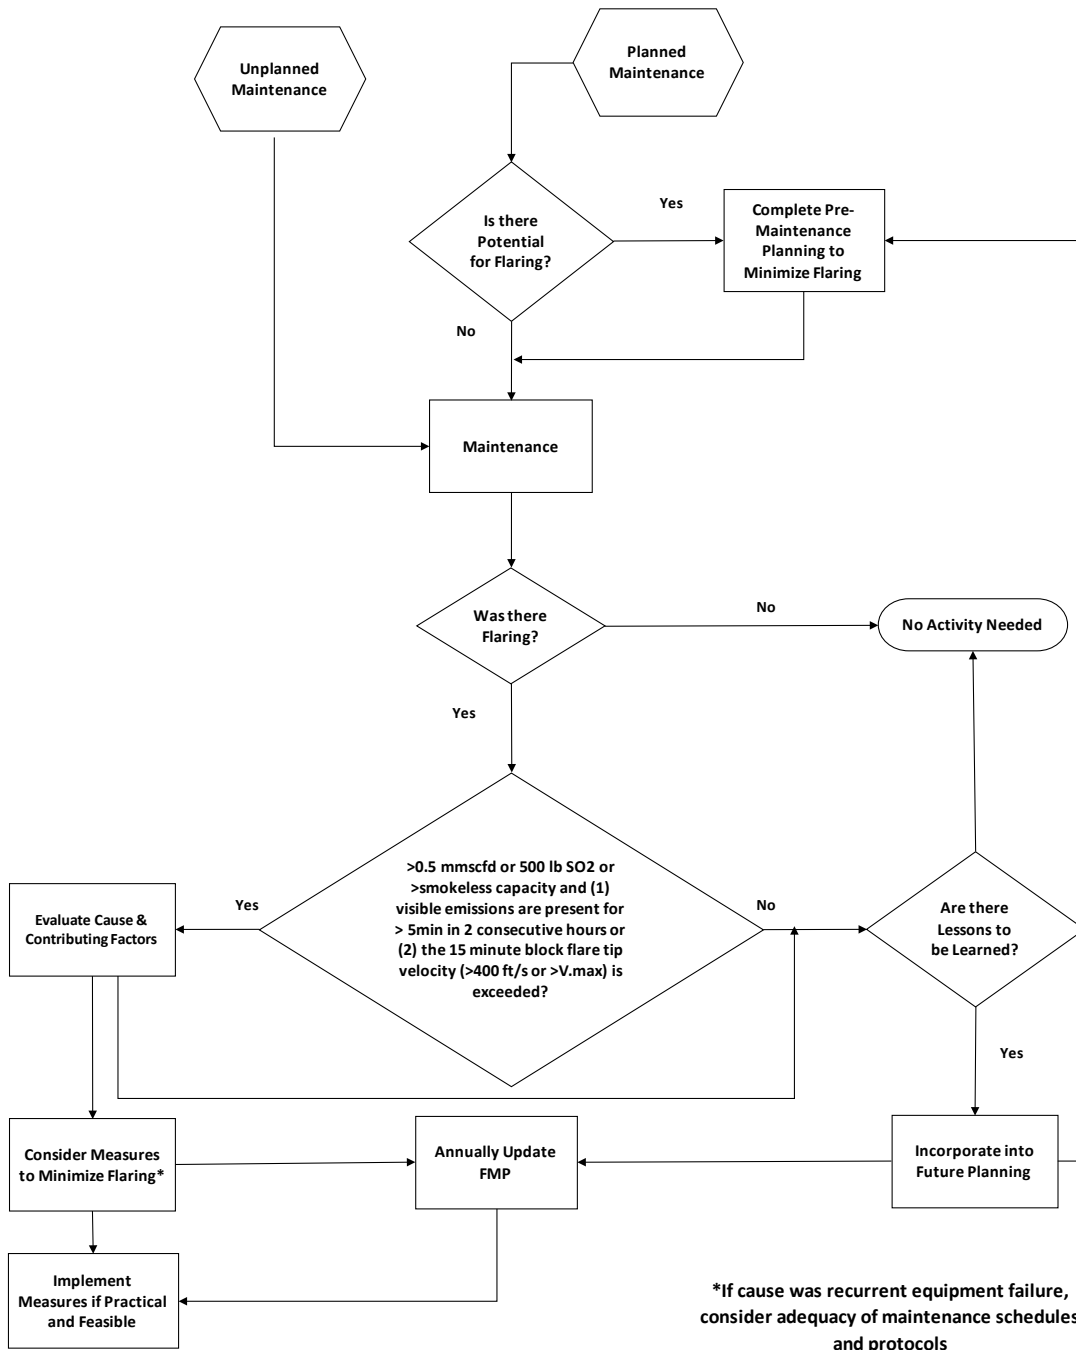 Unplanned
Maintenance
Planned
Maintenance
Is there
Potential
for Flaring?
Yes
Complete Pre-
Maintenance
Planning to
Minimize Flaring
No
Maintenance
Was there
Flaring?
No
No Activity Needed
Yes
>0.5 mmscfd or 500 lb SO2 or
>smokeless capacity and (1)
visible emissions are present for
> 5min in 2 consecutive hours or
(2) the 15 minute block flare tip
velocity (>400 ft/s or >V.max) is
exceeded?
Yes
No
Evaluate Cause &
Contributing Factors
Are there
Lessons to
be Learned?
Yes
Consider Measures
to Minimize Flaring*
Annually Update
FMP
Incorporate into
Future Planning
Implement
Measures if Practical
and Feasible
*If cause was recurrent equipment failure,
consider adequacy of maintenance schedules
and protocols